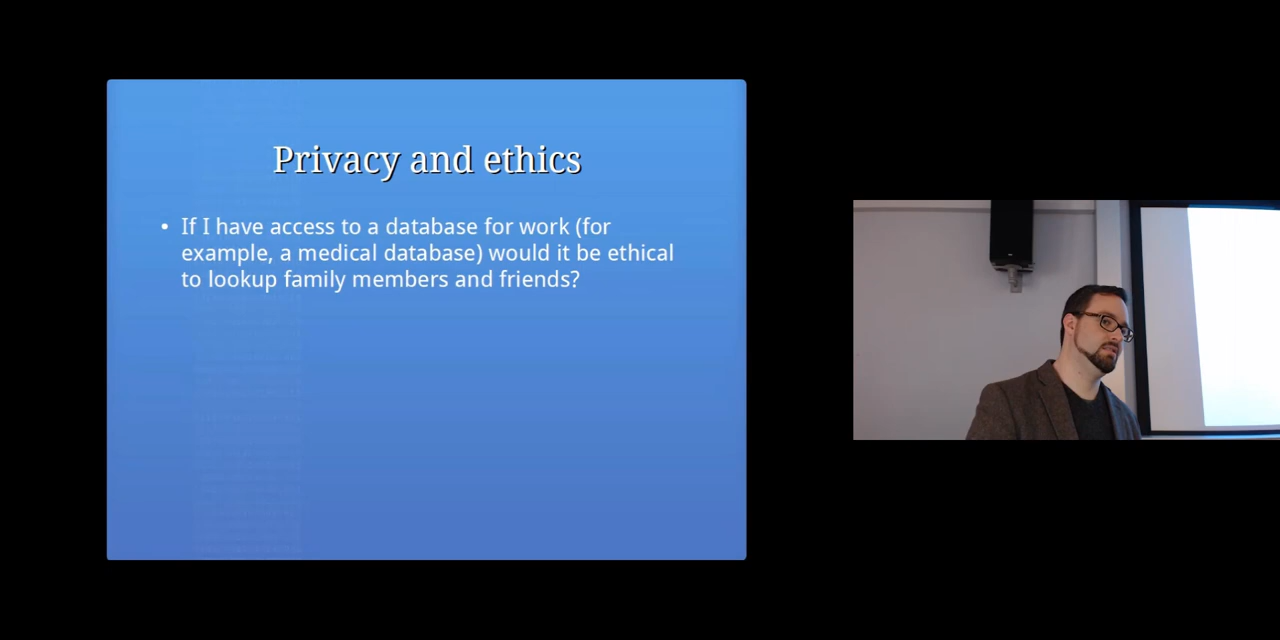 Privacy and ethics
• If I have access to a database for work (for
example, a medical database) would it be ethical
to lookup family members and friends?